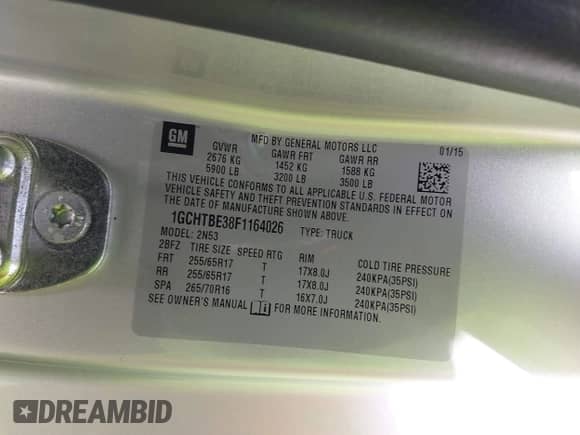 GM
MFD BY GENERAL MOTORS LLC 01/15
GVWR GAWR FRT GAWR RR
2676 KG 1452 KG 1588 KG
5900 LB 3200 LB 3500 LB
THIS VEHICLE CONFORMS TO ALL APPLICABLE U.S. FEDERAL MOTOR
VEHICLE SAFETY AND THEFT PREVENTION STANDARDS IN EFFECT ON
THE DATE OF MANUFACTURE SHOWN ABOVE.
1GCHTBE38F1164026 TYPE: TRUCK
MODEL: 2N53
2BFZ TIRE SIZE SPEED RTG RIM COLD TIRE PRESSURE
FRT 255/65R17 T 17X8.0J 240KPA(35PSI)
RR 255/65R17 T 17X8.0J 240KPA(35PSI)
SPA 265/70R16 T 16X7.0J 240KPA(35PSI)
SEE OWNER'S MANUAL FOR MORE INFORMATION.
DREAMBID